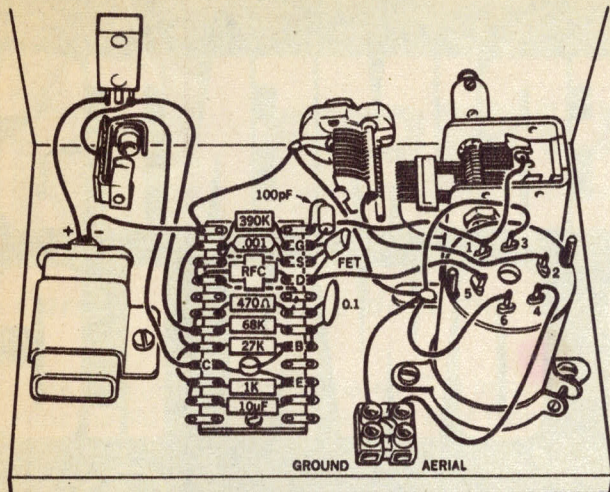 + -
100pF
390K
G
.001
S
FET
RFC
D
470Ω
0.1
68K
27K
B
C
1K
E
10uF
1
3
2
5
4
6
GROUND
AERIAL